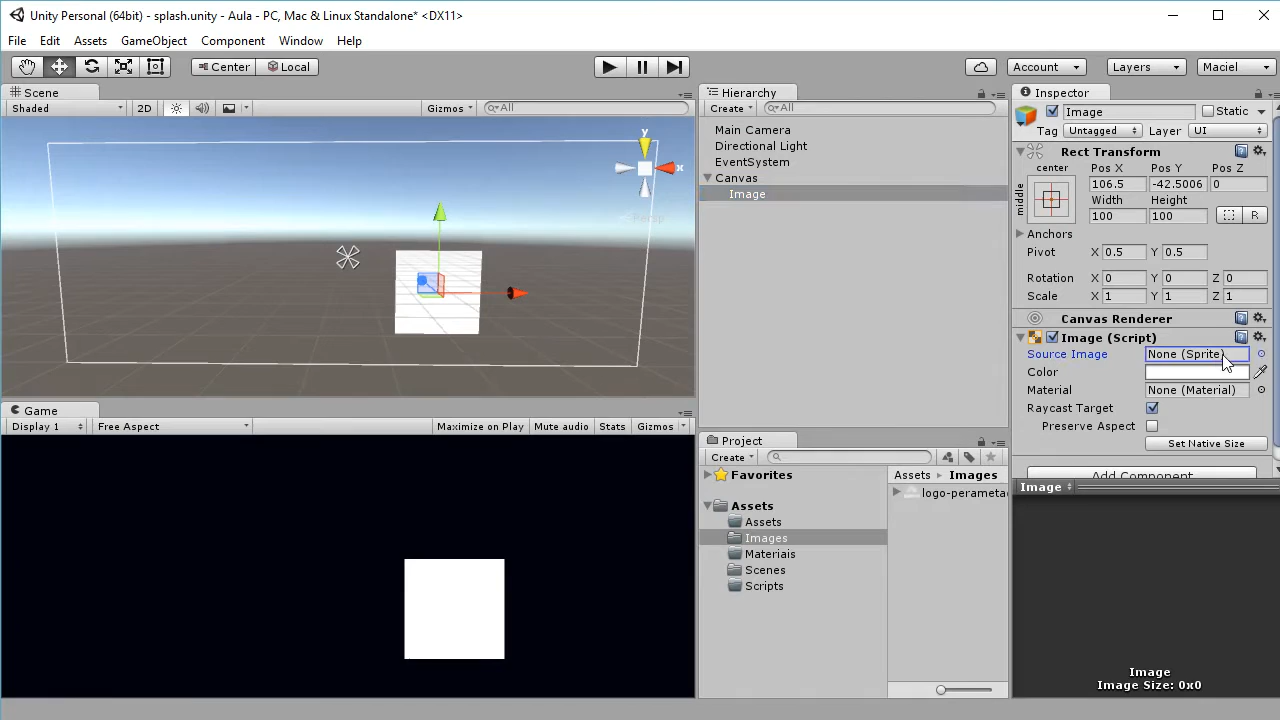 Unity Personal (64bit) - splash.unity - Aula - PC, Mac & Linux Standalone* <DX11>
File Edit Assets GameObject Component Window Help
Center Local Account Layers Maciel
Scene
Shaded 2D Gizmos All
y
x
Persp
Game
Display 1 Free Aspect Maximize on Play Mute audio Stats Gizmos
Hierarchy
Create All
Main Camera
Directional Light
EventSystem
Canvas
Image
Project
Create
Favorites
Assets
Assets
Images
Materiais
Scenes
Scripts
Assets Images
logo-perameta
Inspector
Image Static
Tag Untagged Layer UI
Rect Transform
center
middle
Pos X Pos Y Pos Z
106.5 -42.5006 0
Width Height
100 100 R
Anchors
Pivot X 0.5 Y 0.5
Rotation X 0 Y 0 Z 0
Scale X 1 Y 1 Z 1
Canvas Renderer
Image (Script)
Source Image None (Sprite)
Color
Material None (Material)
Raycast Target
Preserve Aspect
Set Native Size
Add Component
Image
Image
Image Size: 0x0